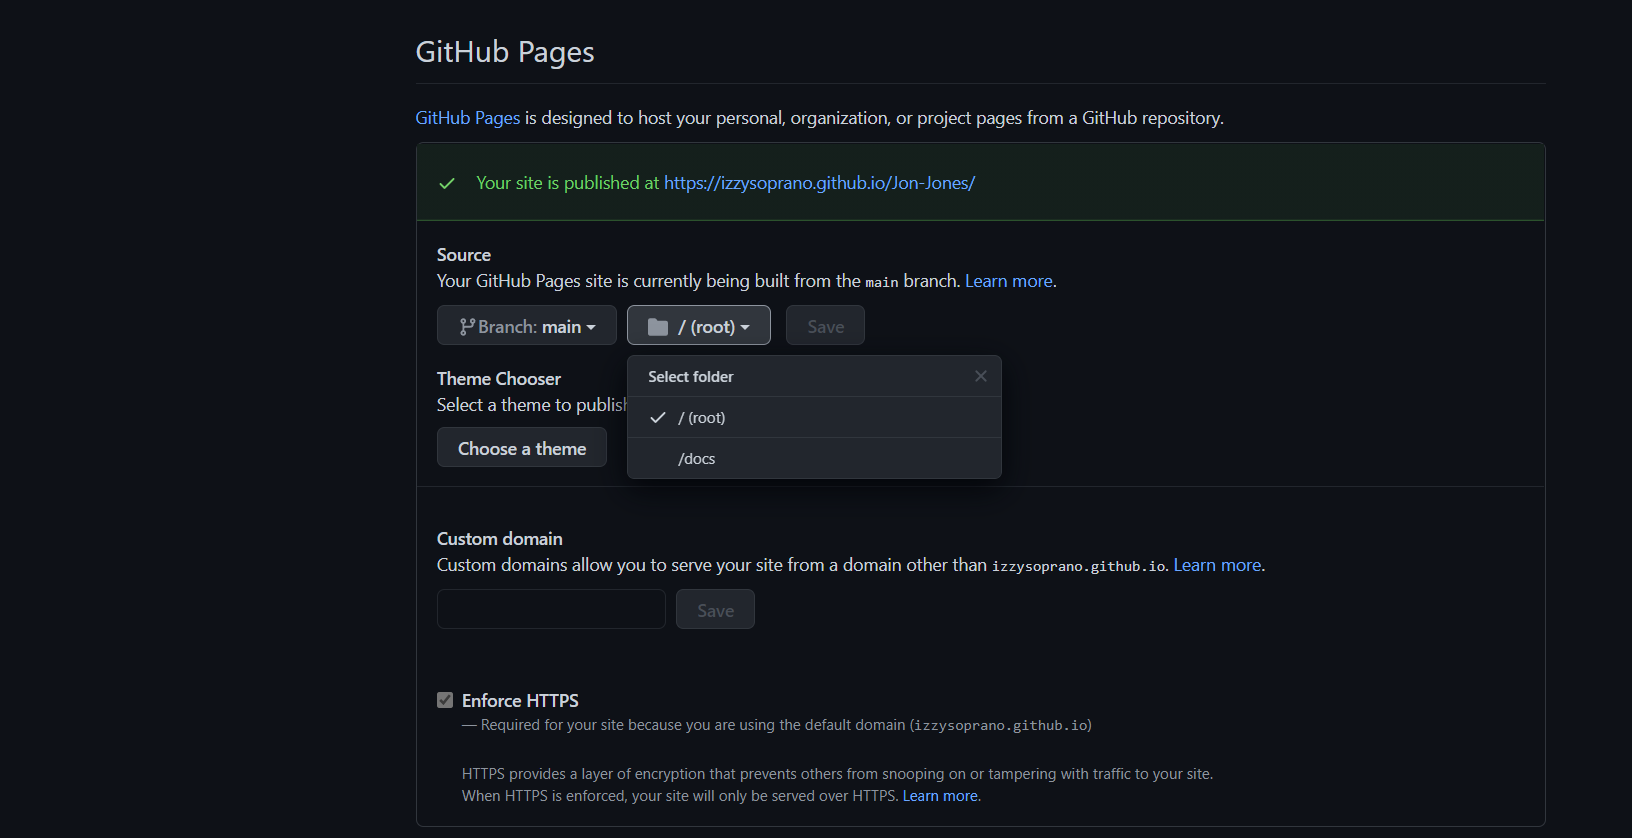 GitHub Pages
GitHub Pages is designed to host your personal, organization, or project pages from a GitHub repository.
Your site is published at https://izzysoprano.github.io/Jon-Jones/
Source
Your GitHub Pages site is currently being built from the main branch. Learn more.
Branch: main / (root) Save
Select folder
/ (root)
/docs
Theme Chooser
Select a theme to publish
Choose a theme
Custom domain
Custom domains allow you to serve your site from a domain other than izzysoprano.github.io. Learn more.
Save
Enforce HTTPS
— Required for your site because you are using the default domain (izzysoprano.github.io)
HTTPS provides a layer of encryption that prevents others from snooping on or tampering with traffic to your site.
When HTTPS is enforced, your site will only be served over HTTPS. Learn more.